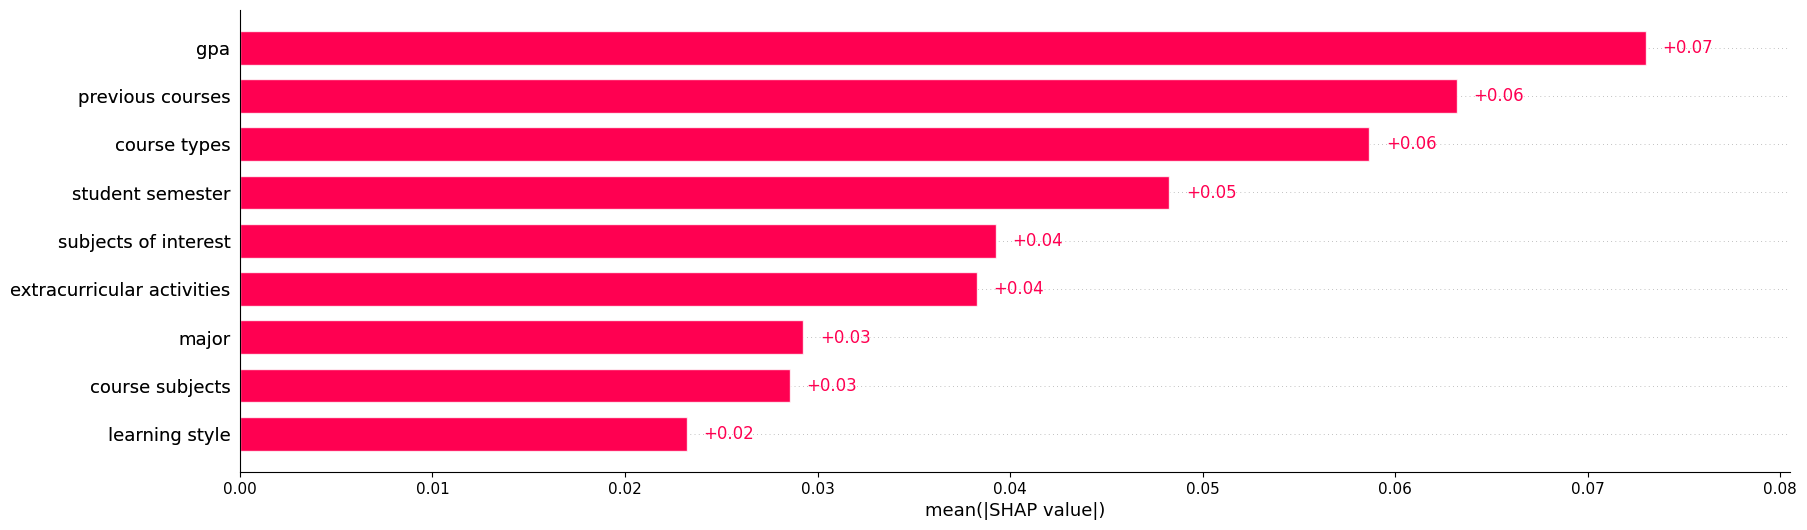 gpa +0.07
previous courses +0.06
course types +0.06
student semester +0.05
subjects of interest +0.04
extracurricular activities +0.04
major +0.03
course subjects +0.03
learning style +0.02
0.00 0.01 0.02 0.03 0.04 0.05 0.06 0.07 0.08
mean(|SHAP value|)